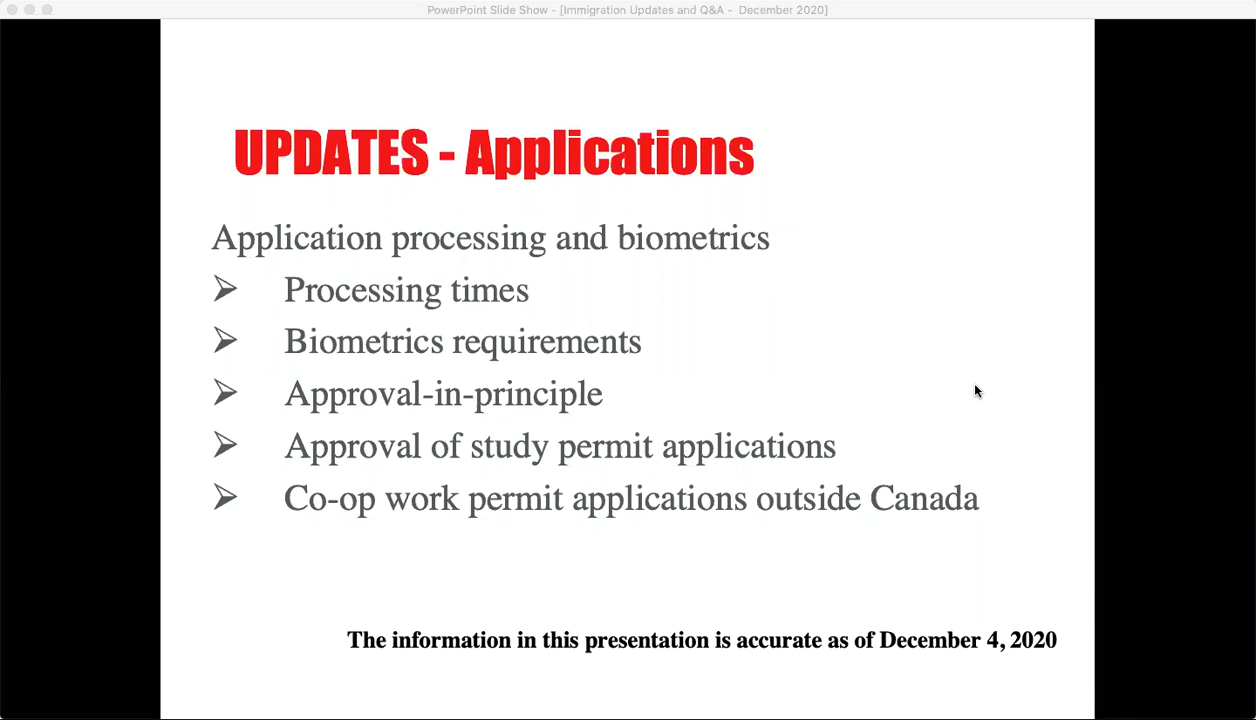 PowerPoint Slide Show - [Immigration Updates and Q&A -  December 2020]
UPDATES - Applications
Application processing and biometrics
➢ Processing times
➢ Biometrics requirements
➢ Approval-in-principle
➢ Approval of study permit applications
➢ Co-op work permit applications outside Canada
The information in this presentation is accurate as of December 4, 2020